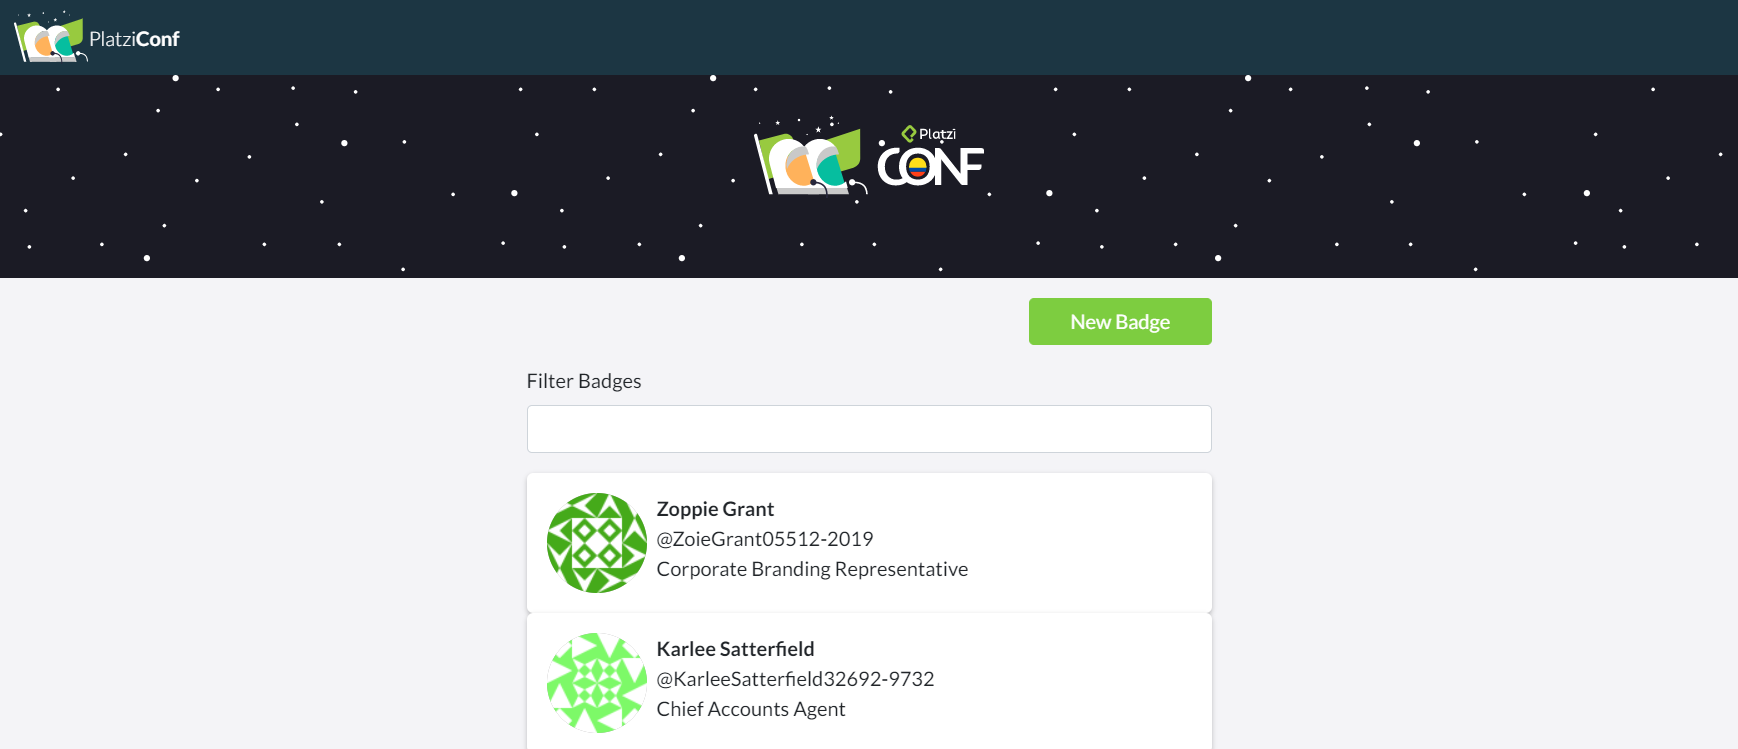 PlatziConf
Platzi
CONF
New Badge
Filter Badges
Zoppie Grant
@ZoieGrant05512-2019
Corporate Branding Representative
Karlee Satterfield
@KarleeSatterfield32692-9732
Chief Accounts Agent